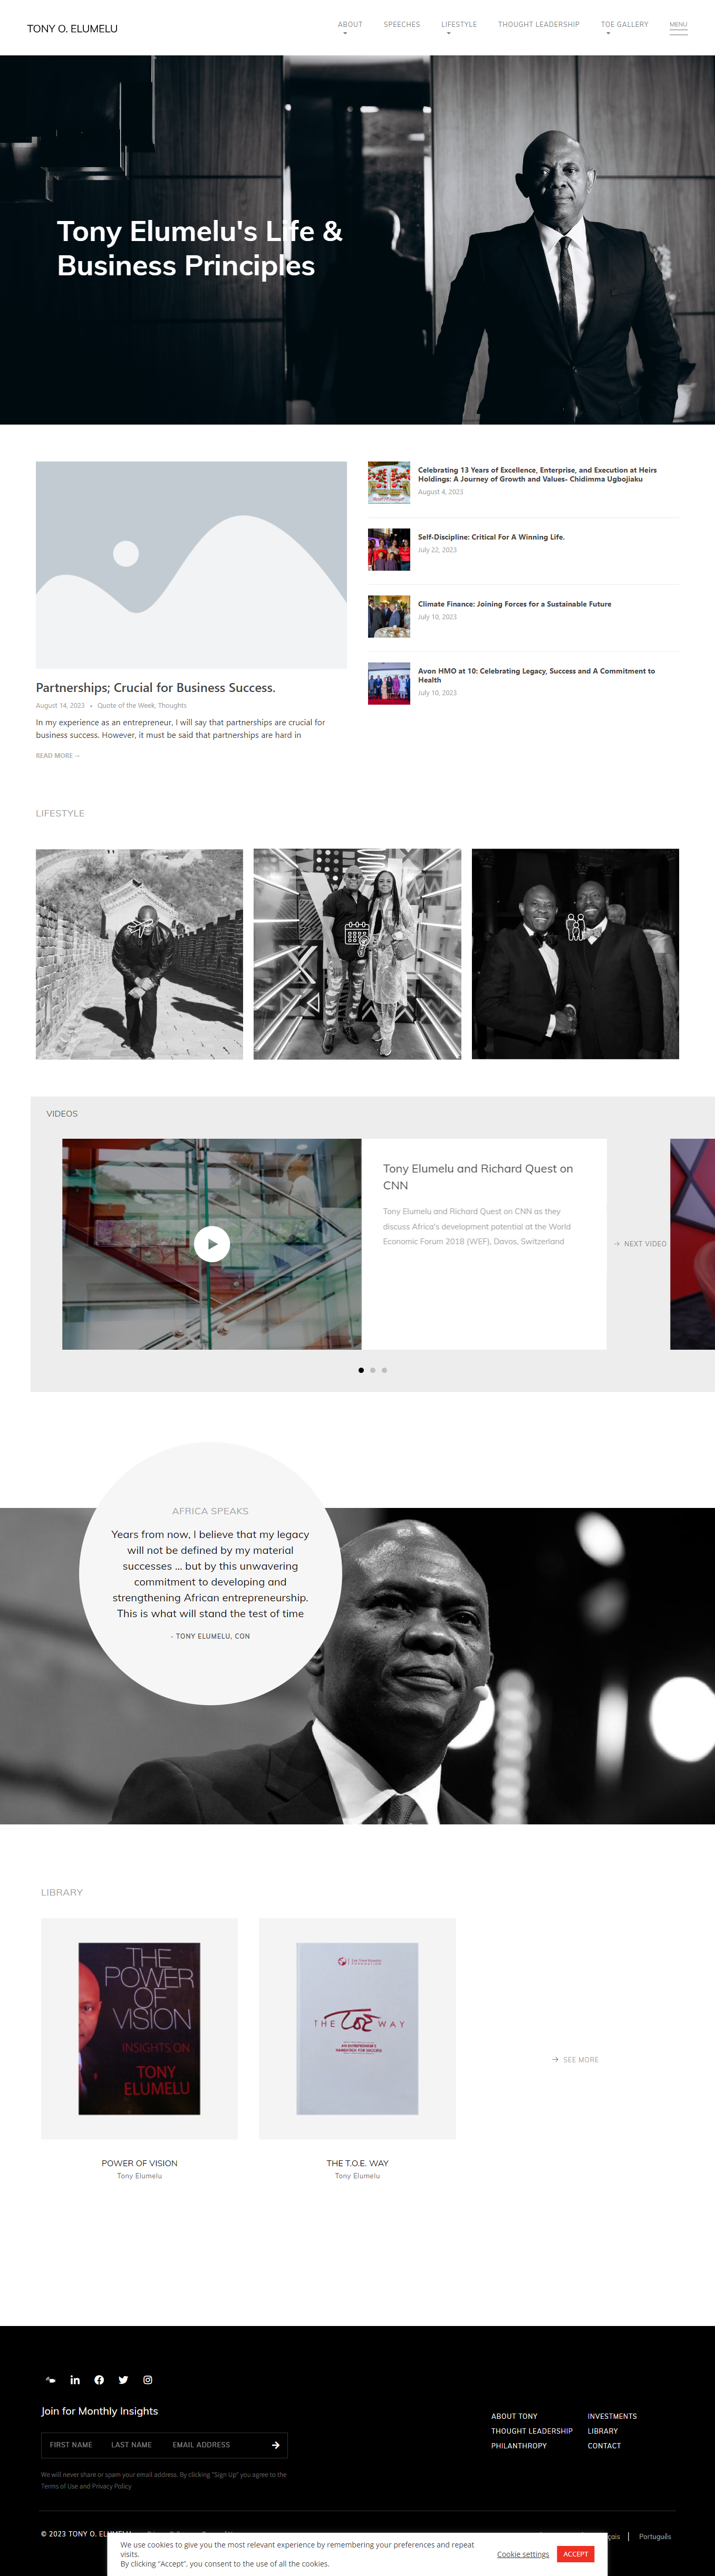 TONY O. ELUMELU
ABOUT
SPEECHES
LIFESTYLE
THOUGHT LEADERSHIP
TOE GALLERY
MENU
Tony Elumelu's Life &
Business Principles
Partnerships; Crucial for Business Success.
August 14, 2023 • Quote of the Week, Thoughts
In my experience as an entrepreneur, I will say that partnerships are crucial for
business success. However, it must be said that partnerships are hard in
READ MORE →
Celebrating 13 Years of Excellence, Enterprise, and Execution at Heirs
Holdings: A Journey of Growth and Values- Chidimma Ugbojiaku
August 4, 2023
Self-Discipline: Critical For A Winning Life.
July 22, 2023
Climate Finance: Joining Forces for a Sustainable Future
July 10, 2023
Avon HMO at 10: Celebrating Legacy, Success and A Commitment to
Health
July 10, 2023
LIFESTYLE
VIDEOS
Tony Elumelu and Richard Quest on
CNN
Tony Elumelu and Richard Quest on CNN as they
discuss Africa's development potential at the World
Economic Forum 2018 (WEF), Davos, Switzerland
→ NEXT VIDEO
AFRICA SPEAKS
Years from now, I believe that my legacy
will not be defined by my material
successes ... but by this unwavering
commitment to developing and
strengthening African entrepreneurship.
This is what will stand the test of time
- TONY ELUMELU, CON
LIBRARY
THE
POWER
OF
VISION
INSIGHTS ON
TONY
ELUMELU
THE TOE WAY
→ SEE MORE
POWER OF VISION
Tony Elumelu
THE T.O.E. WAY
Tony Elumelu
Join for Monthly Insights
FIRST NAME
LAST NAME
EMAIL ADDRESS
We will never share or spam your email address. By clicking "Sign Up" you agree to the
Terms of Use and Privacy Policy
ABOUT TONY
INVESTMENTS
THOUGHT LEADERSHIP
LIBRARY
PHILANTHROPY
CONTACT
© 2023 TONY O. ELUMELU
Português
We use cookies to give you the most relevant experience by remembering your preferences and repeat
visits.
By clicking "Accept", you consent to the use of all the cookies.
Cookie settings
ACCEPT